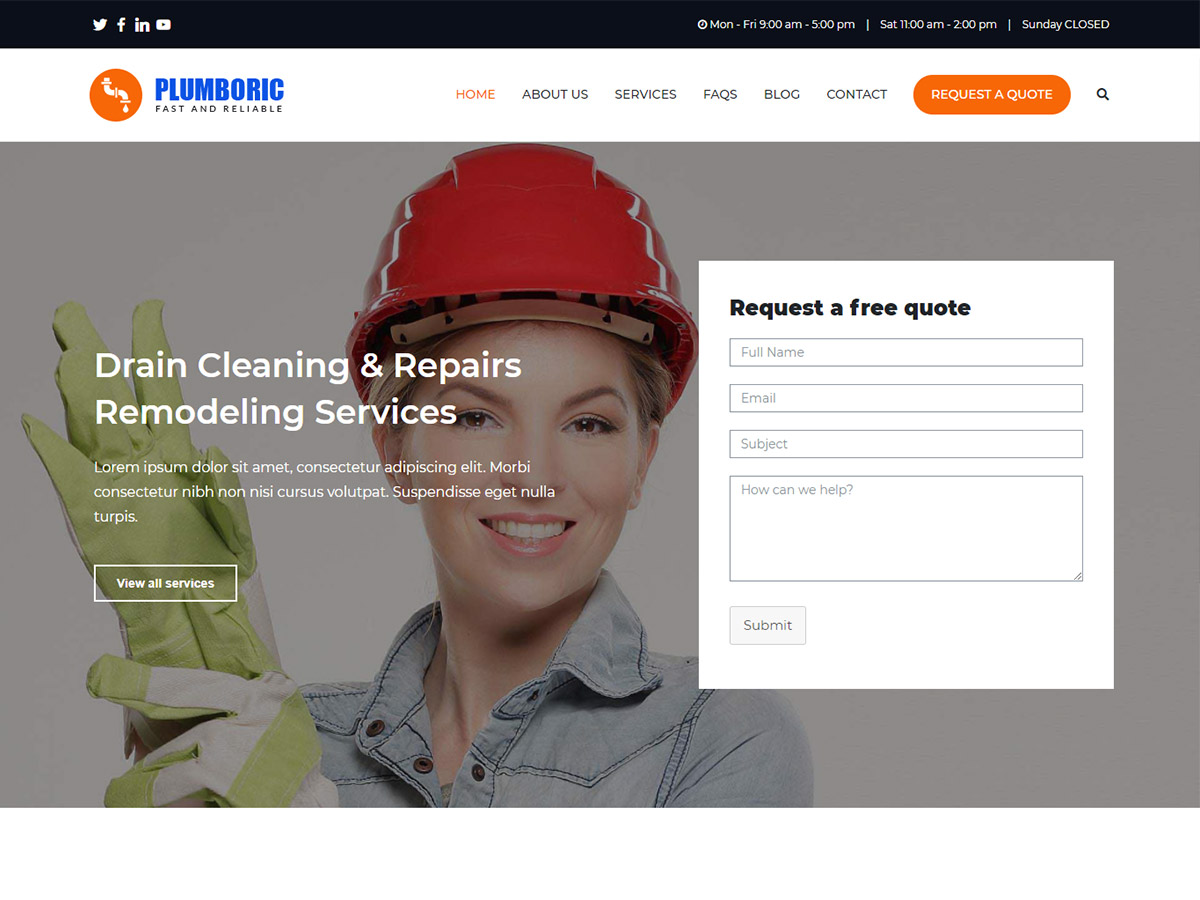 Mon - Fri 9:00 am - 5:00 pm | Sat 11:00 am - 2:00 pm | Sunday CLOSED
PLUMBORIC
FAST AND RELIABLE
HOME ABOUT US SERVICES FAQS BLOG CONTACT REQUEST A QUOTE
Drain Cleaning & Repairs
Remodeling Services
Lorem ipsum dolor sit amet, consectetur adipiscing elit. Morbi
consectetur nibh non nisi cursus volutpat. Suspendisse eget nulla
turpis.
View all services
Request a free quote
Full Name
Email
Subject
How can we help?
Submit